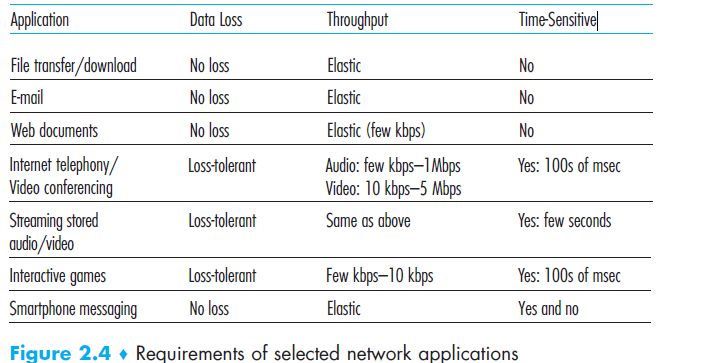 Application Data Loss Throughput Time-Sensitive
File transfer/download No loss Elastic No
E-mail No loss Elastic No
Web documents No loss Elastic (few kbps) No
Internet telephony/ Loss-tolerant Audio: few kbps–1Mbps Yes: 100s of msec
Video conferencing Video: 10 kbps–5 Mbps
Streaming stored Loss-tolerant Same as above Yes: few seconds
audio/video
Interactive games Loss-tolerant Few kbps–10 kbps Yes: 100s of msec
Smartphone messaging No loss Elastic Yes and no
Figure 2.4 ♦ Requirements of selected network applications